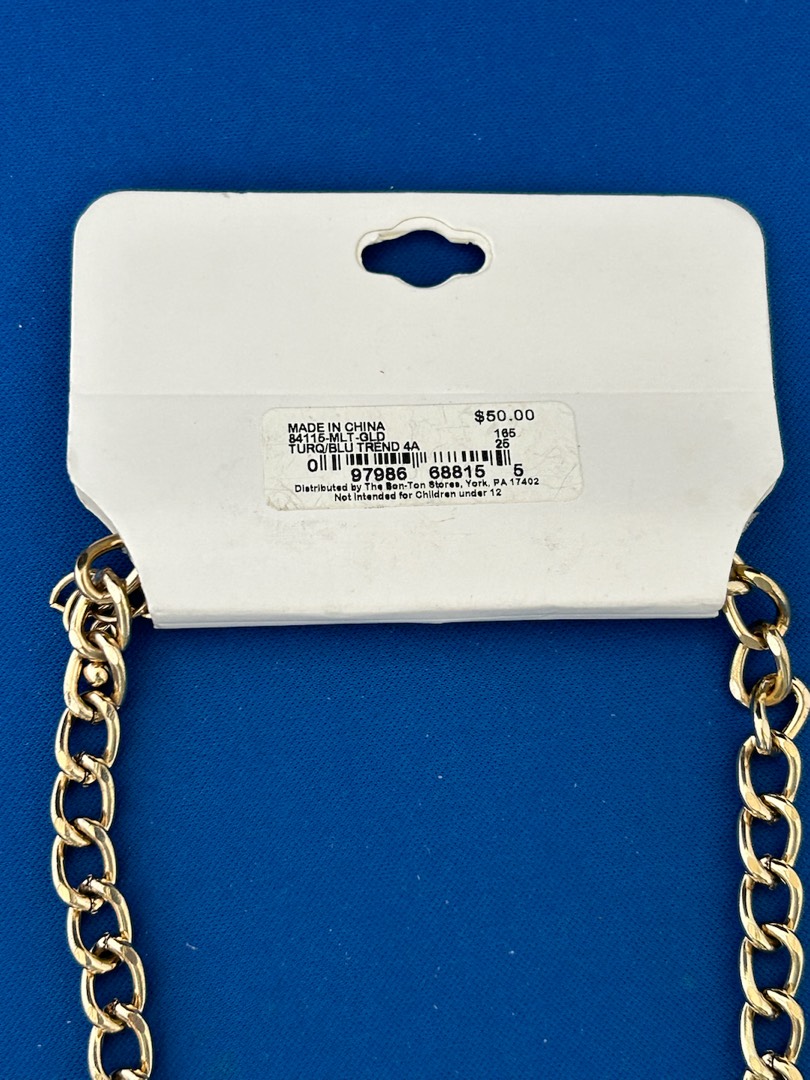 $50.00
MADE IN CHINA
84115-MLT-GLD 165
TURQ/BLU TREND 4A 25
0 97986 68815 5
Distributed by The Bon-Ton Stores, York, PA 17402
Not Intended for Children under 12